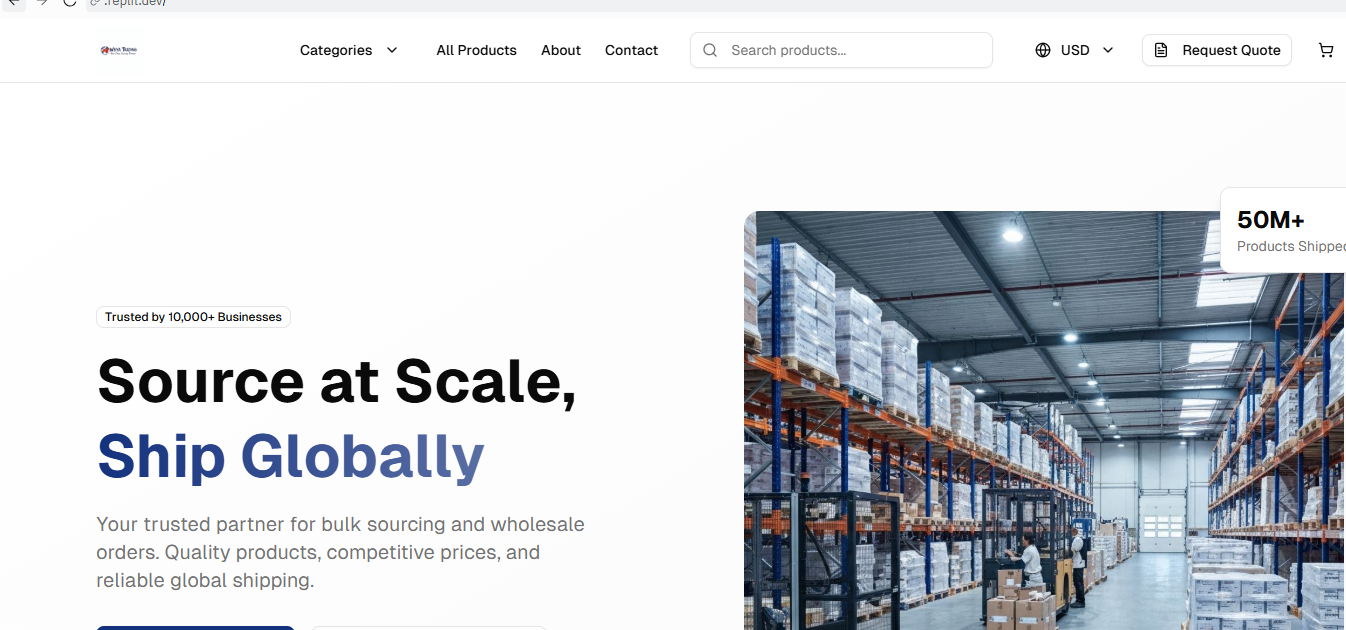 .replit.dev/
Categories
All Products
About
Contact
Search products...
USD
Request Quote
50M+
Products Shipped
Trusted by 10,000+ Businesses
Source at Scale,
Ship Globally
Your trusted partner for bulk sourcing and wholesale
orders. Quality products, competitive prices, and
reliable global shipping.